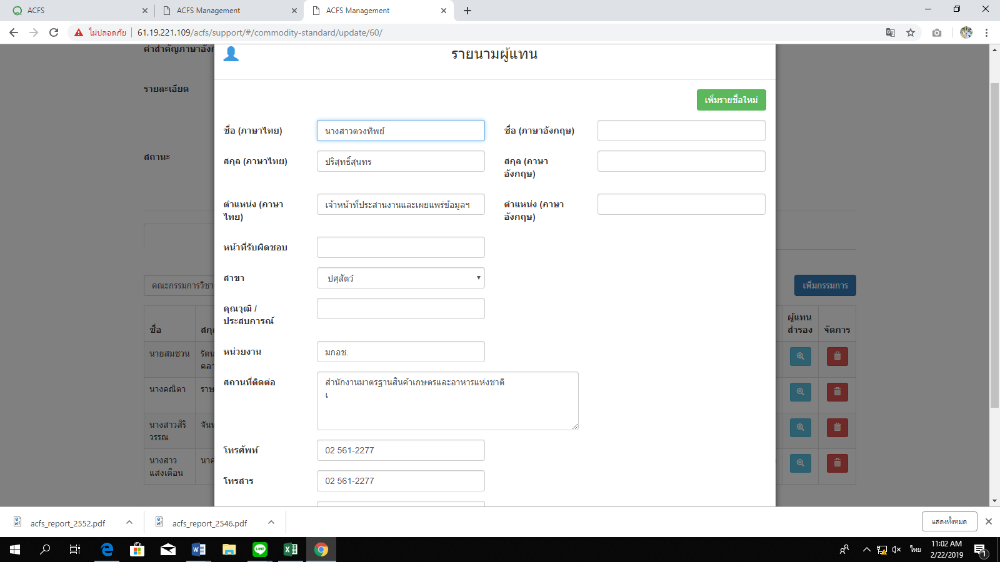 ACFS
ACFS Management
ACFS Management
ไม่ปลอดภัย
61.19.221.109/acfs/support/#/commodity-standard/update/60/
รายนามผู้แทน
เพิ่มรายชื่อใหม่
ชื่อ (ภาษาไทย)
นางสาวตวงทิพย์
ชื่อ (ภาษาอังกฤษ)
สกุล (ภาษาไทย)
ปริสุทธิ์สุนทร
สกุล (ภาษา
อังกฤษ)
ตำแหน่ง (ภาษา
ไทย)
เจ้าหน้าที่ประสานงานและเผยแพร่ข้อมูลฯ
ตำแหน่ง (ภาษา
อังกฤษ)
หน้าที่รับผิดชอบ
สาขา
ปศุสัตว์
คุณวุฒิ /
ประสบการณ์
หน่วยงาน
มกอช.
สถานที่ติดต่อ
สำนักงานมาตรฐานสินค้าเกษตรและอาหารแห่งชาติ
เ
โทรศัพท์
02 561-2277
โทรสาร
02 561-2277
รายละเอียด
สถานะ
คณะกรรมการวิชา
เพิ่มกรรมการ
ชื่อ
ผู้แทน
สำรอง
จัดการ
นายสมชวน
รัตน
คลา
นางคณิตา
ราษ
นางสาวสิริ
วรรณ
จันท
นางสาว
แสงเดือน
นาค
acfs_report_2552.pdf
acfs_report_2546.pdf
แสดงทั้งหมด
ไทย
11:02 AM
2/22/2019
1